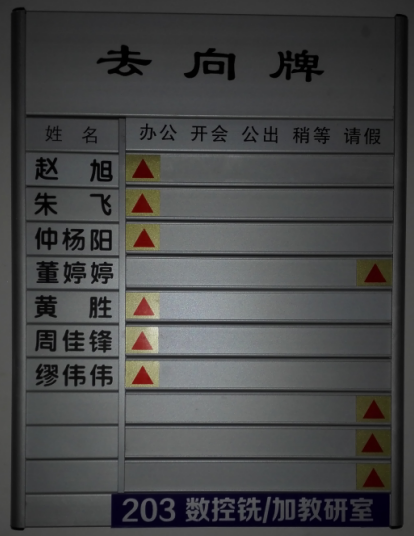 去向牌
姓名 办公 开会 公出 稍等 请假
赵旭
朱飞
仲杨阳
董婷婷
黄胜
周佳锋
缪伟伟
203 数控铣/加教研室